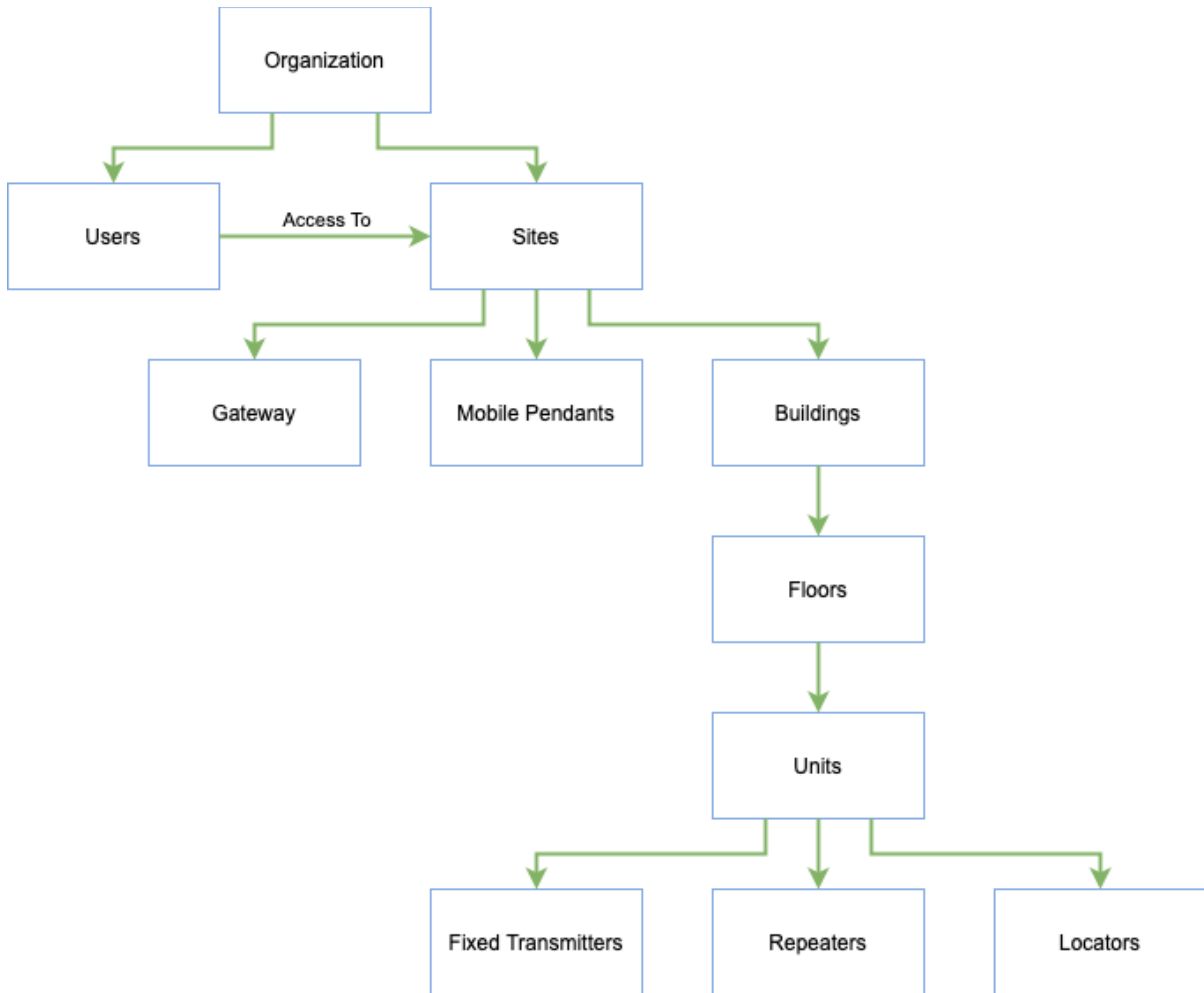 Organization
Access To
Users
Sites
Gateway
Mobile Pendants
Buildings
Floors
Units
Fixed Transmitters
Repeaters
Locators